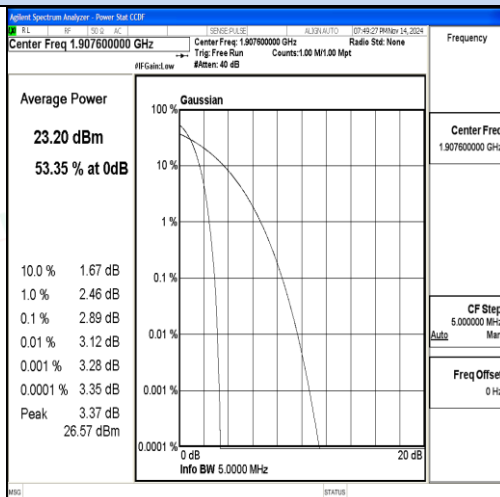 Agilent Spectrum Analyzer - Power Stat CCDF
RL RF 50 Ω AC SENSE:PULSE ALIGN AUTO 07:49:27 PM Nov 14, 2024
Center Freq 1.907600000 GHz
Center Freq: 1.907600000 GHz Radio Std: None
Trig: Free Run Counts:1.00 M/1.00 Mpt
#IFGain:Low #Atten: 40 dB
Frequency
Average Power
23.20 dBm
53.35 % at 0dB
10.0 % 1.67 dB
1.0 % 2.46 dB
0.1 % 2.89 dB
0.01 % 3.12 dB
0.001 % 3.28 dB
0.0001 % 3.35 dB
Peak 3.37 dB
26.57 dBm
Gaussian
100 %
10 %
1 %
0.1 %
0.01 %
0.001 %
0.0001 %
0 dB 20 dB
Info BW 5.0000 MHz
Center Freq
1.907600000 GHz
CF Step
5.000000 MHz
Auto Man
Freq Offset
0 Hz
MSG STATUS